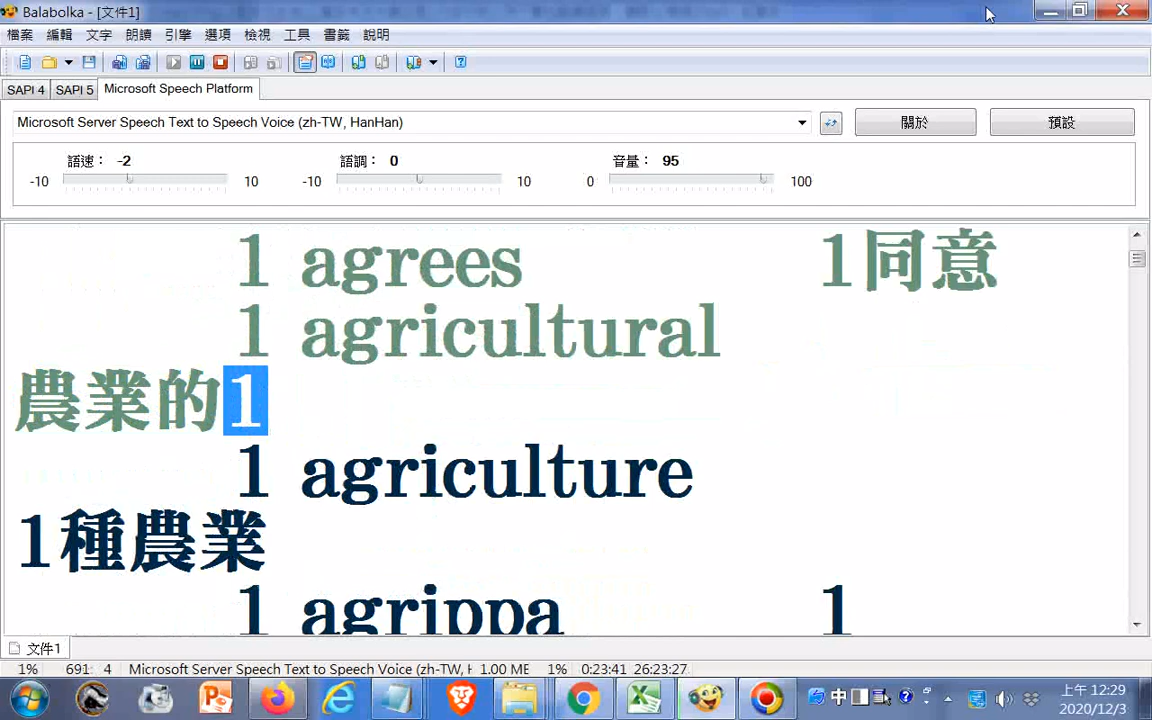 Balabolka - [文件1]
檔案 編輯 文字 朗讀 引擎 選項 檢視 工具 書籤 說明
SAPI 4 SAPI 5 Microsoft Speech Platform
Microsoft Server Speech Text to Speech Voice (zh-TW, HanHan) 關於 預設
語速： -2 語調： 0 音量： 95
-10 10 -10 10 0 100
1 agrees 1同意
1 agricultural
農業的1
1 agriculture
1種農業
1 agrippa 1
文件1
1% 691: 4 Microsoft Server Speech Text to Speech Voice (zh-TW, H 1.00 ME 1% 0:23:41 26:23:27
中 上午 12:29
2020/12/3